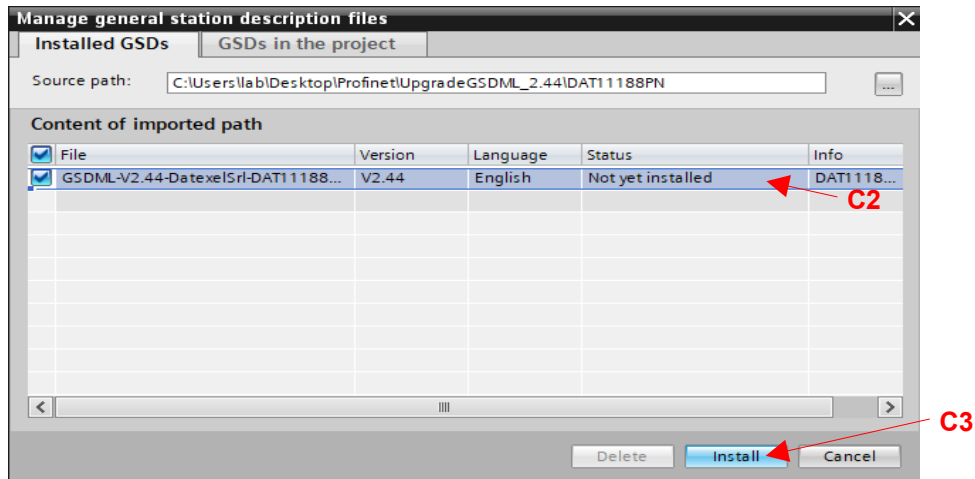 Manage general station description files
Installed GSDs GSDs in the project
Source path: C:\Users\lab\Desktop\Profinet\UpgradeGSDML_2.44\DAT11188PN ...
Content of imported path
File Version Language Status Info
GSDML-V2.44-DatexelSrl-DAT11188... V2.44 English Not yet installed DAT1118...
C2
C3
Delete Install Cancel